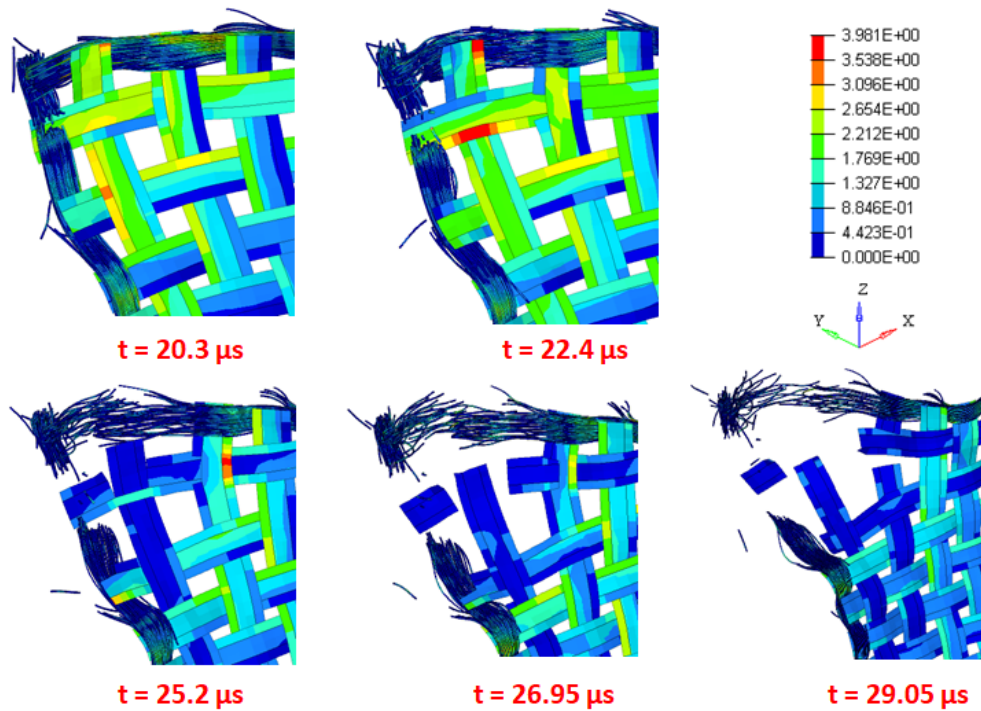 3.981E+00
3.538E+00
3.096E+00
2.654E+00
2.212E+00
1.769E+00
1.327E+00
8.846E-01
4.423E-01
0.000E+00
Z
Y X
t = 20.3 µs
t = 22.4 µs
t = 25.2 µs
t = 26.95 µs
t = 29.05 µs